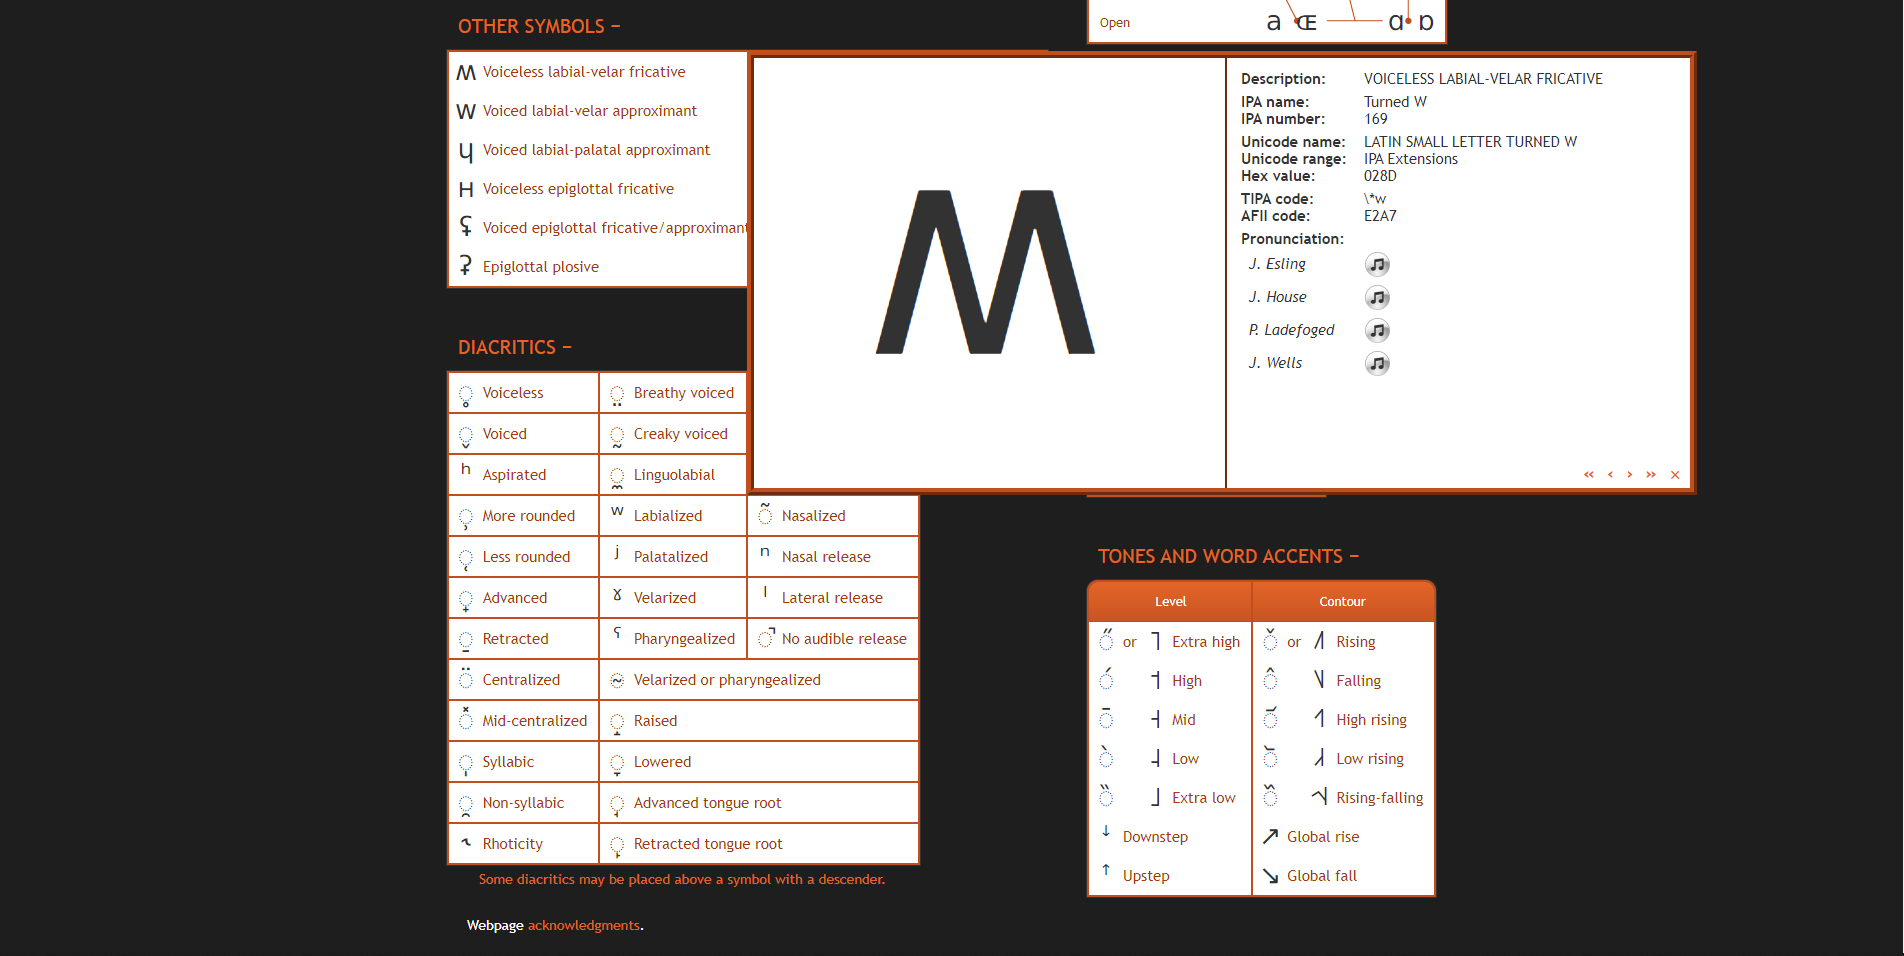 OTHER SYMBOLS −
ʍ Voiceless labial-velar fricative
w Voiced labial-velar approximant
ɥ Voiced labial-palatal approximant
ʜ Voiceless epiglottal fricative
ʢ Voiced epiglottal fricative/approximant
ʡ Epiglottal plosive
Open
a ɶ ɑ ɒ
ʍ
Description: VOICELESS LABIAL-VELAR FRICATIVE
IPA name: Turned W
IPA number: 169
Unicode name: LATIN SMALL LETTER TURNED W
Unicode range: IPA Extensions
Hex value: 028D
TIPA code: \*w
AFII code: E2A7
Pronunciation:
J. Esling
J. House
P. Ladefoged
J. Wells
« ‹ › » ×
DIACRITICS −
◌̥ Voiceless ◌̤ Breathy voiced
◌̬ Voiced ◌̰ Creaky voiced
ʰ Aspirated ◌̼ Linguolabial
◌̹ More rounded ʷ Labialized ◌̃ Nasalized
◌̜ Less rounded ʲ Palatalized ⁿ Nasal release
◌̟ Advanced ˠ Velarized ˡ Lateral release
◌̠ Retracted ˤ Pharyngealized ◌̚ No audible release
◌̈ Centralized ◌̴ Velarized or pharyngealized
◌̽ Mid-centralized ◌̝ Raised
◌̩ Syllabic ◌̞ Lowered
◌̯ Non-syllabic ◌̘ Advanced tongue root
˞ Rhoticity ◌̙ Retracted tongue root
Some diacritics may be placed above a symbol with a descender.
Webpage acknowledgments.
TONES AND WORD ACCENTS −
Level Contour
◌̋ or ˥ Extra high ◌̌ or ˩˥ Rising
◌́ ˦ High ◌̂ ˥˩ Falling
◌̄ ˧ Mid ◌᷄ ˧˥ High rising
◌̀ ˨ Low ◌᷅ ˩˧ Low rising
◌̏ ˩ Extra low ◌᷈ ˧˦˨ Rising-falling
ꜜ Downstep ↗ Global rise
ꜛ Upstep ↘ Global fall